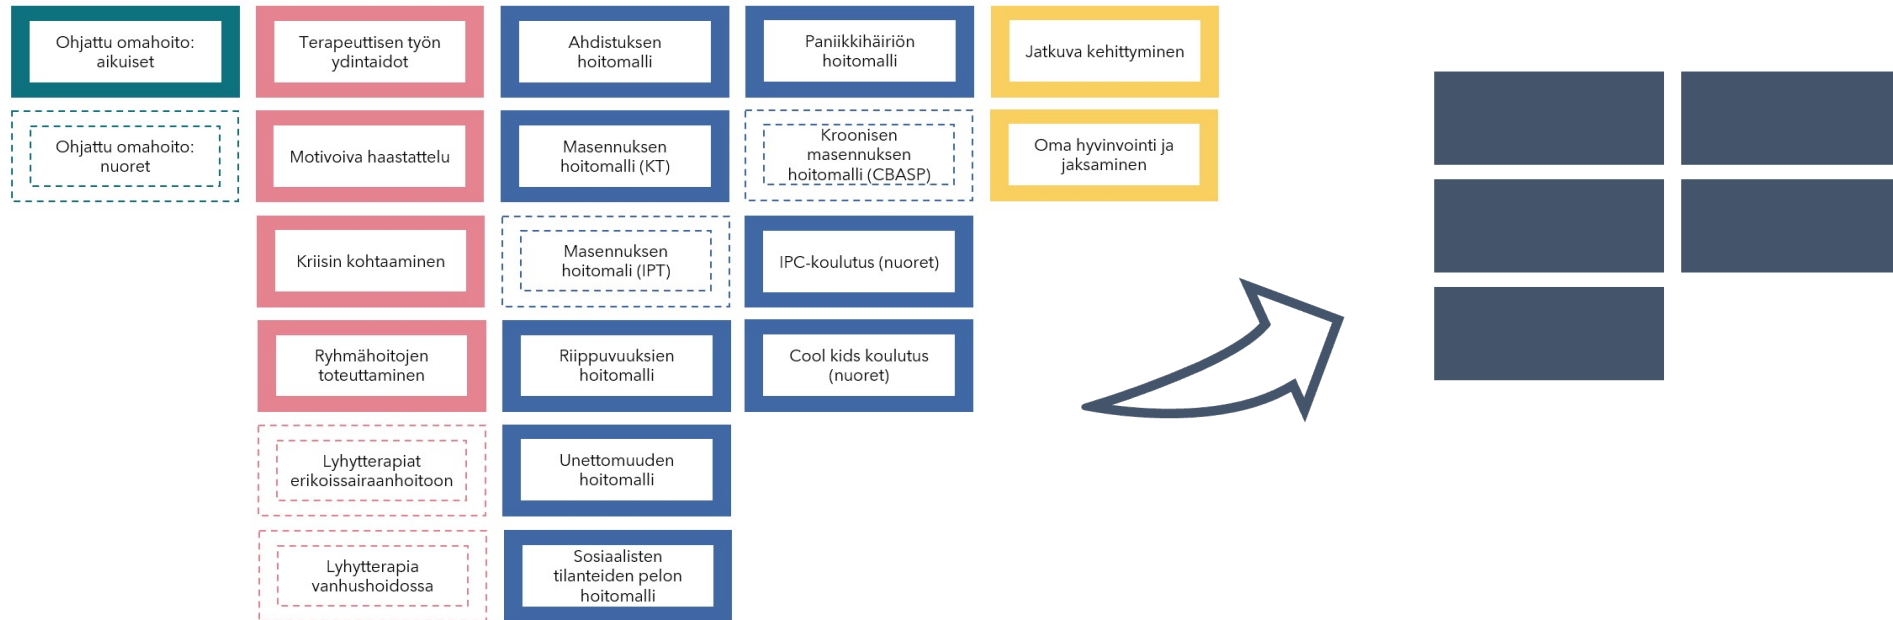 Ohjattu omahoito:
aikuiset
Ohjattu omahoito:
nuoret
Terapeuttisen työn
ydintaidot
Motivoiva haastattelu
Kriisin kohtaaminen
Ryhmähoitojen
toteuttaminen
Lyhytterapiat
erikoissairaanhoitoon
Lyhytterapia
vanhushoidossa
Ahdistuksen
hoitomalli
Masennuksen
hoitomalli (KT)
Masennuksen
hoitomali (IPT)
Riippuvuuksien
hoitomalli
Unettomuuden
hoitomalli
Sosiaalisten
tilanteiden pelon
hoitomalli
Paniikkihäiriön
hoitomalli
Kroonisen
masennuksen
hoitomalli (CBASP)
IPC-koulutus (nuoret)
Cool kids koulutus
(nuoret)
Jatkuva kehittyminen
Oma hyvinvointi ja
jaksaminen